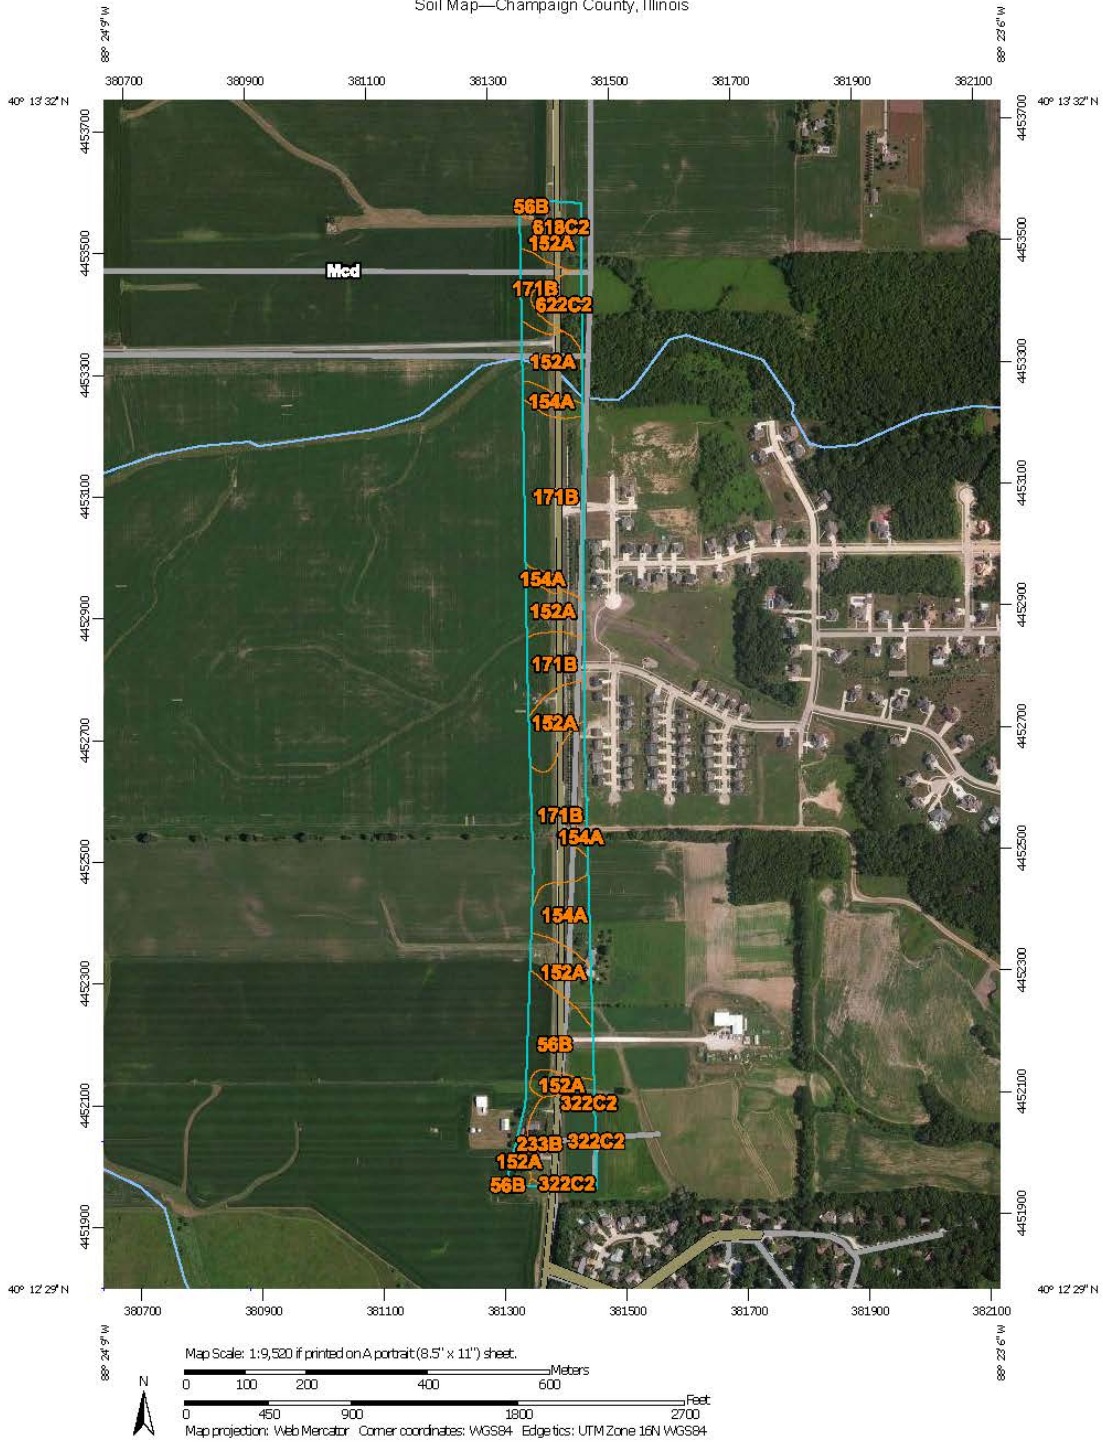 Soil Map—Champaign County, Illinois
88° 24' 9" W
88° 23' 6" W
380700 380900 381100 381300 381500 381700 381900 382100
40° 13' 32" N
40° 13' 32" N
4453700
4453700
56B
618C2
152A
4453500
4453500
Mcd
171B
622C2
152A
4453300
4453300
154A
171B
4453100
4453100
154A
152A
4452900
4452900
171B
152A
4452700
4452700
171B
154A
4452500
4452500
154A
152A
4452300
4452300
56B
152A
4452100
4452100
322C2
233B 322C2
152A
56B 322C2
4451900
4451900
40° 12' 29" N
40° 12' 29" N
380700 380900 381100 381300 381500 381700 381900 382100
88° 24' 9" W
88° 23' 6" W
Map Scale: 1:9,520 if printed on A portrait (8.5" x 11") sheet.
Meters
N
0 100 200 400 600
Feet
0 450 900 1800 2700
Map projection: Web Mercator Corner coordinates: WGS84 Edge tics: UTM Zone 16N WGS84